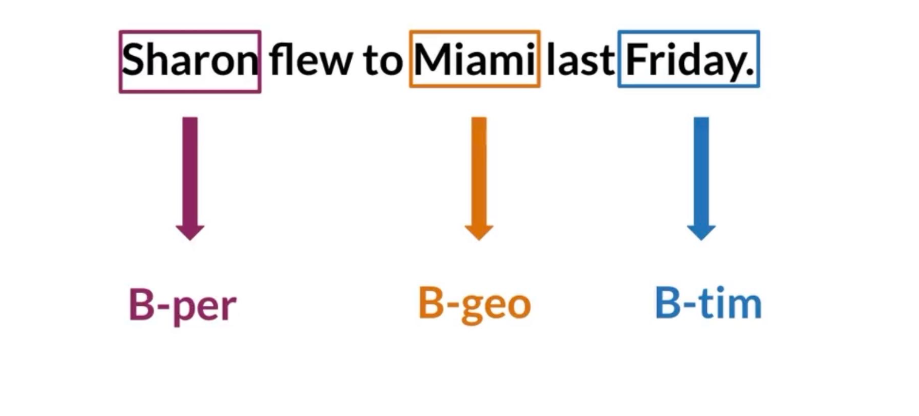 Sharon flew to Miami last Friday.
B-per B-geo B-tim